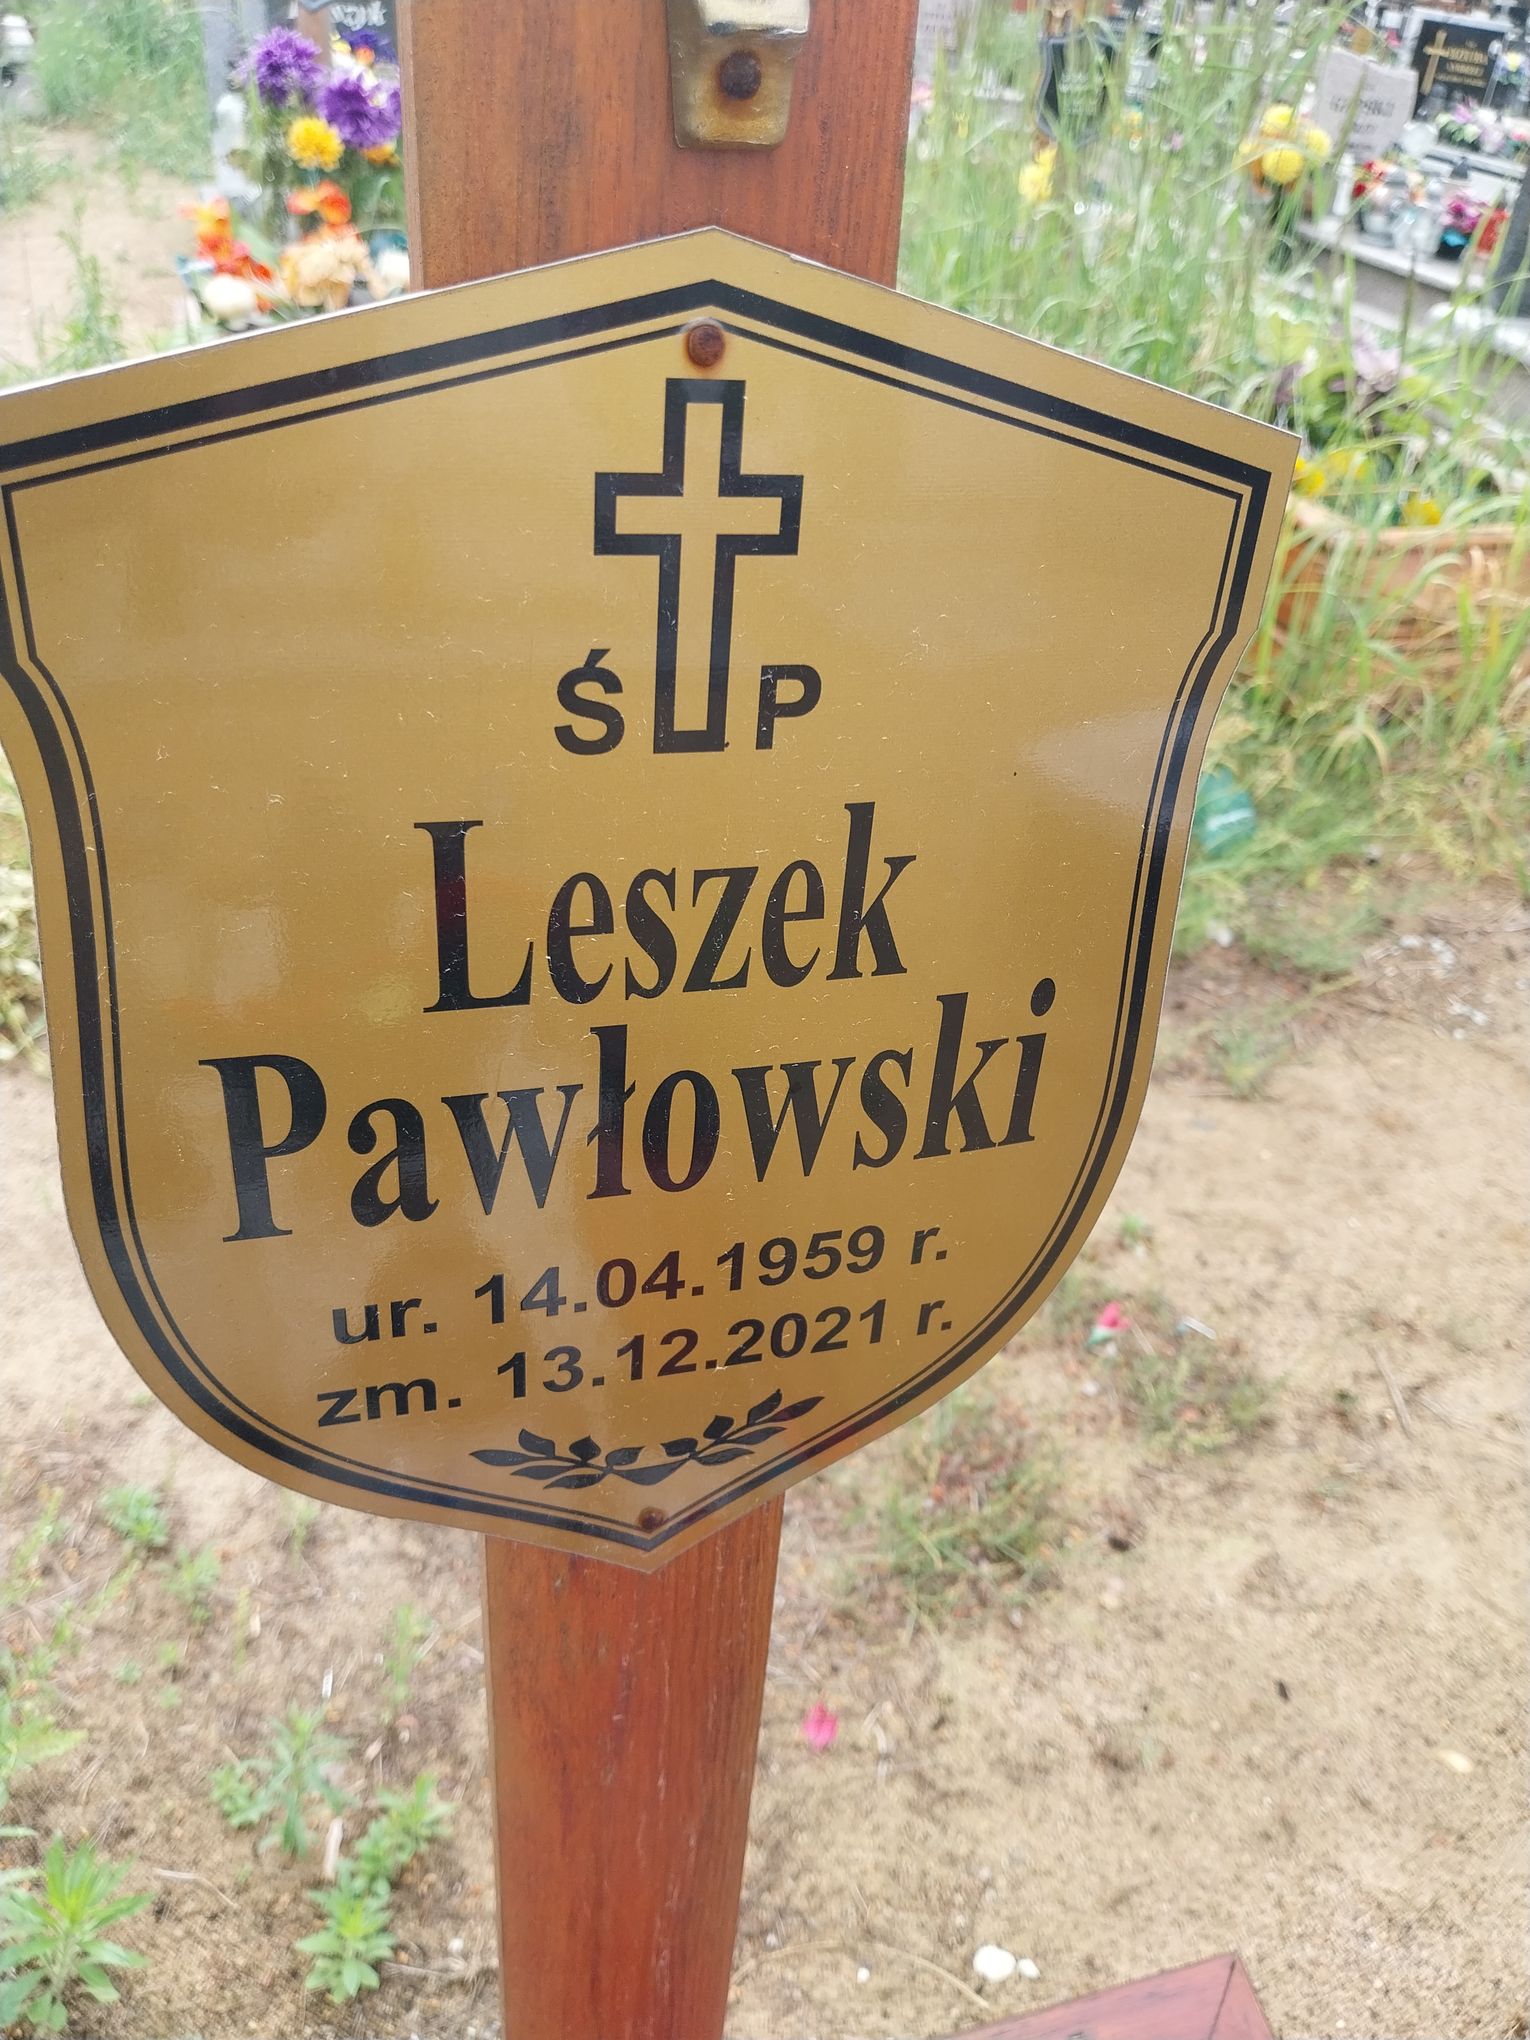 Ś P
Leszek
Pawłowski
ur. 14.04.1959 r.
zm. 13.12.2021 r.